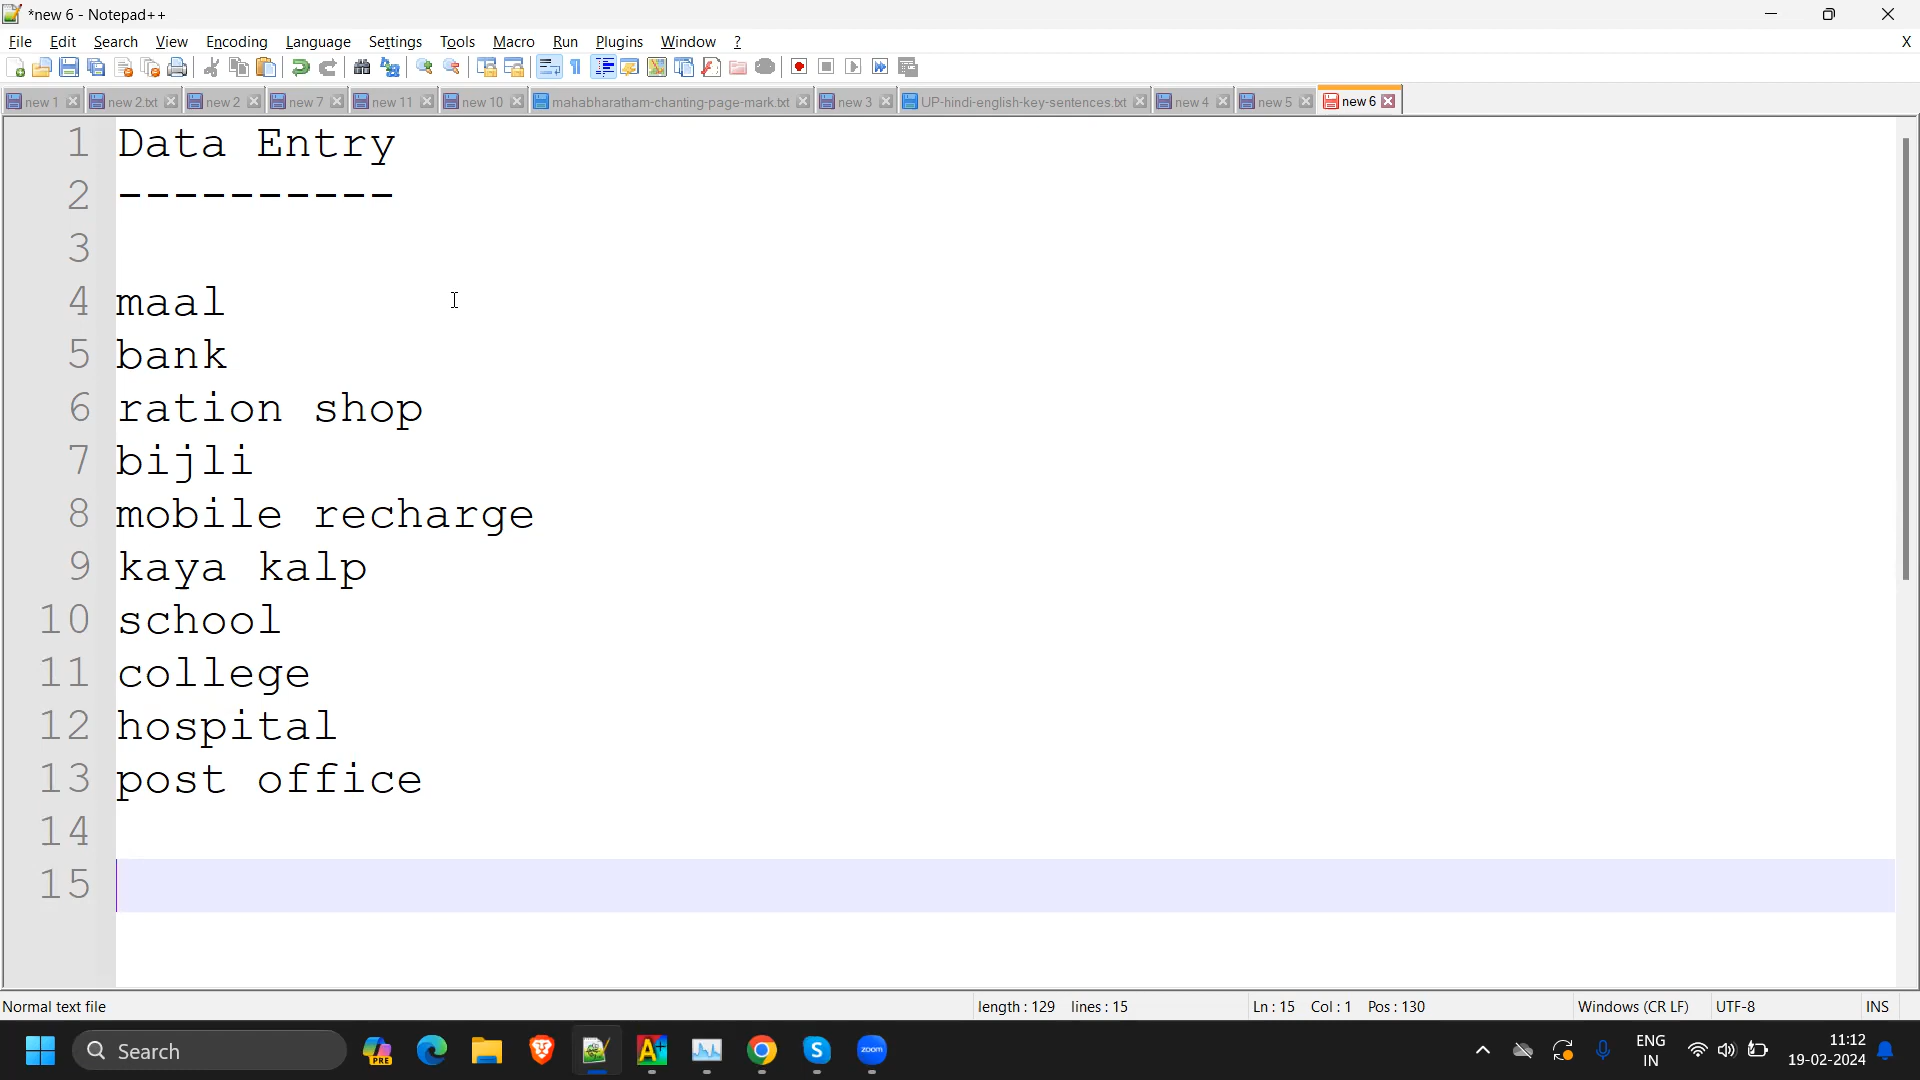 *new 6 - Notepad++
File Edit Search View Encoding Language Settings Tools Macro Run Plugins Window ? X
new 1 new 2.txt new 2 new 7 new 11 new 10 mahabharatham-chanting-page-mark.txt new 3 UP-hindi-english-key-sentences.txt new 4 new 5 new 6
1 Data Entry
2 ----------
3
4 maal
5 bank
6 ration shop
7 bijli
8 mobile recharge
9 kaya kalp
10 school
11 college
12 hospital
13 post office
14
15
Normal text file length : 129 lines : 15 Ln : 15 Col : 1 Pos : 130 Windows (CR LF) UTF-8 INS
Search PRE zoom ENG IN 11:12 19-02-2024